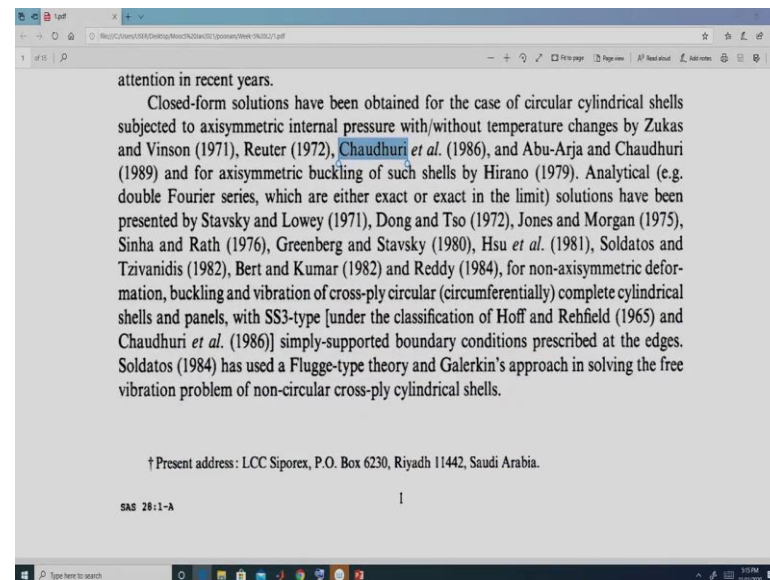 1.pdf
1 of 15
Fit to page Page view Read aloud Add notes
attention in recent years.
Closed-form solutions have been obtained for the case of circular cylindrical shells
subjected to axisymmetric internal pressure with/without temperature changes by Zukas
and Vinson (1971), Reuter (1972), Chaudhuri et al. (1986), and Abu-Arja and Chaudhuri
(1989) and for axisymmetric buckling of such shells by Hirano (1979). Analytical (e.g.
double Fourier series, which are either exact or exact in the limit) solutions have been
presented by Stavsky and Lowey (1971), Dong and Tso (1972), Jones and Morgan (1975),
Sinha and Rath (1976), Greenberg and Stavsky (1980), Hsu et al. (1981), Soldatos and
Tzivanidis (1982), Bert and Kumar (1982) and Reddy (1984), for non-axisymmetric defor-
mation, buckling and vibration of cross-ply circular (circumferentially) complete cylindrical
shells and panels, with SS3-type [under the classification of Hoff and Rehfield (1965) and
Chaudhuri et al. (1986)] simply-supported boundary conditions prescribed at the edges.
Soldatos (1984) has used a Flugge-type theory and Galerkin's approach in solving the free
vibration problem of non-circular cross-ply cylindrical shells.
† Present address: LCC Siporex, P.O. Box 6230, Riyadh 11442, Saudi Arabia.
SAS 28:1-A
Type here to search